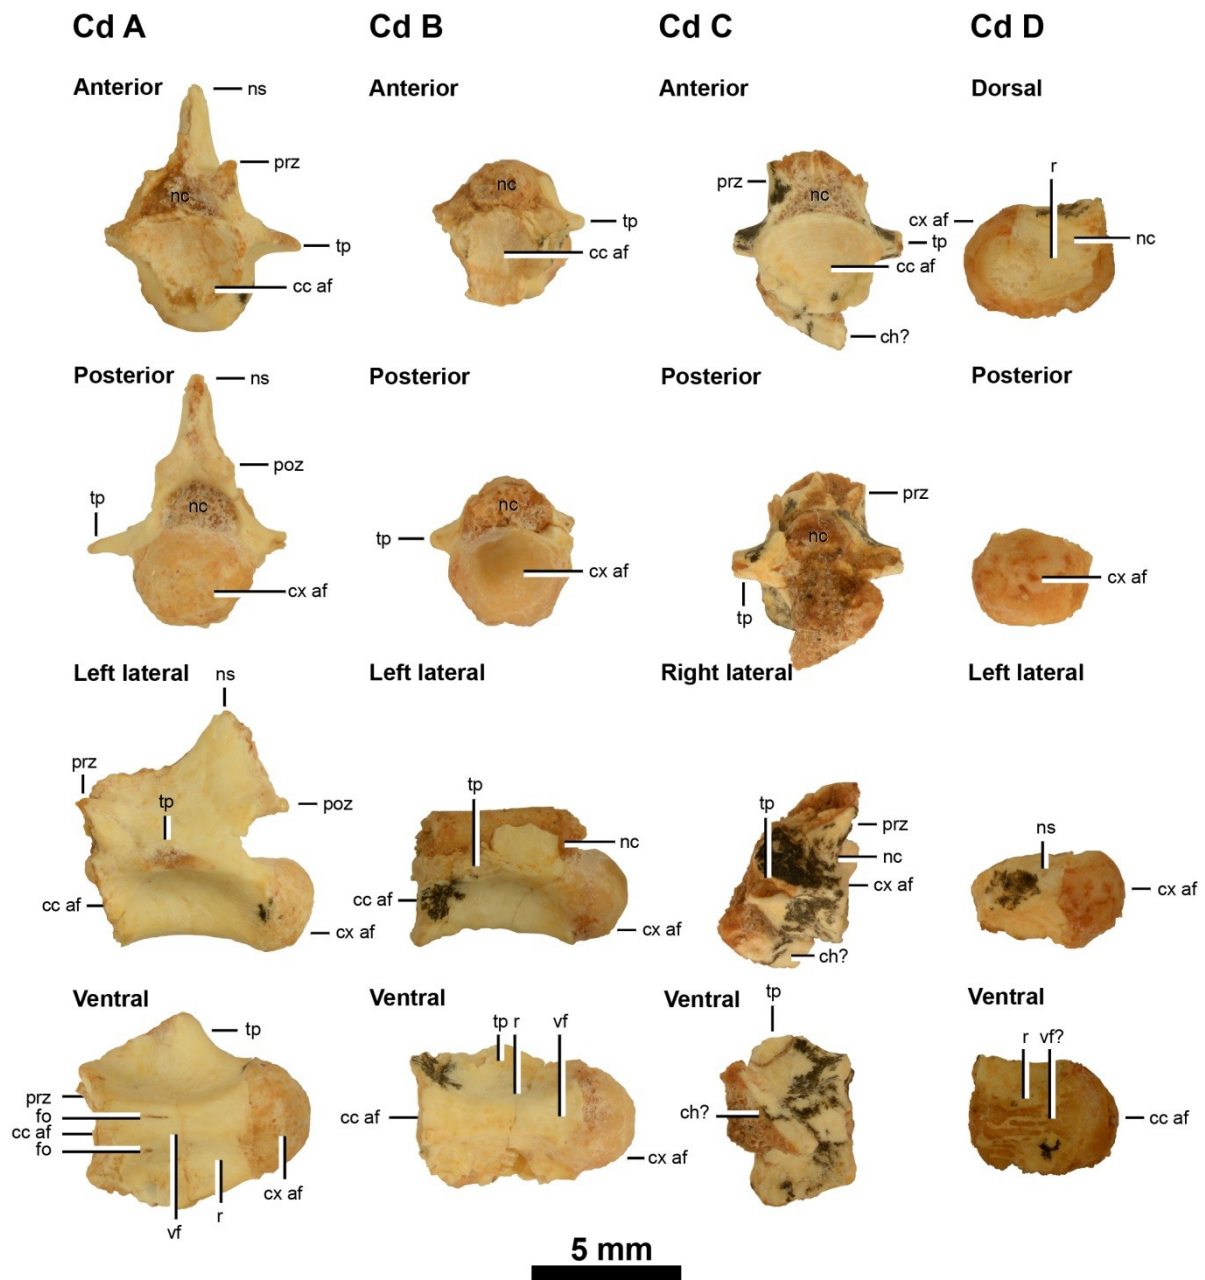 Cd A Cd B Cd C Cd D
Anterior Anterior Anterior Dorsal
ns
prz
nc
tp
cc af
nc
tp
cc af
prz
nc
tp
cc af
ch?
r
cx af
nc
Posterior Posterior Posterior Posterior
ns
poz
tp
nc
cx af
nc
tp
cx af
prz
nc
tp
cx af
Left lateral Left lateral Right lateral Left lateral
ns
prz
tp
poz
cc af
cx af
tp
nc
cc af
cx af
tp
prz
nc
cx af
ch?
ns
cx af
Ventral Ventral Ventral Ventral
tp
prz
fo
cc af
fo
cx af
r
vf
tp r vf
cc af
cx af
tp
ch?
r vf?
cc af
5 mm